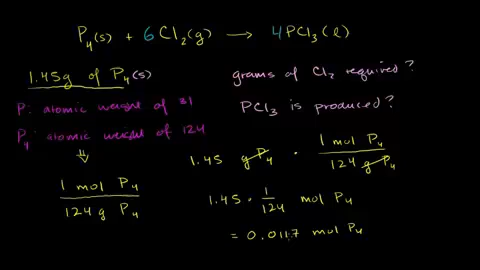 P₄(s) + 6Cl₂(g) → 4PCl₃(l)
1.45g of P₄(s)
grams of Cl₂ required?
P: atomic weight of 31
PCl₃ is produced?
P₄: atomic weight of 124
1.45 g P₄ · 1 mol P₄ / 124 g P₄
1 mol P₄ / 124 g P₄
1.45 · 1/124 mol P₄
= 0.0117 mol P₄